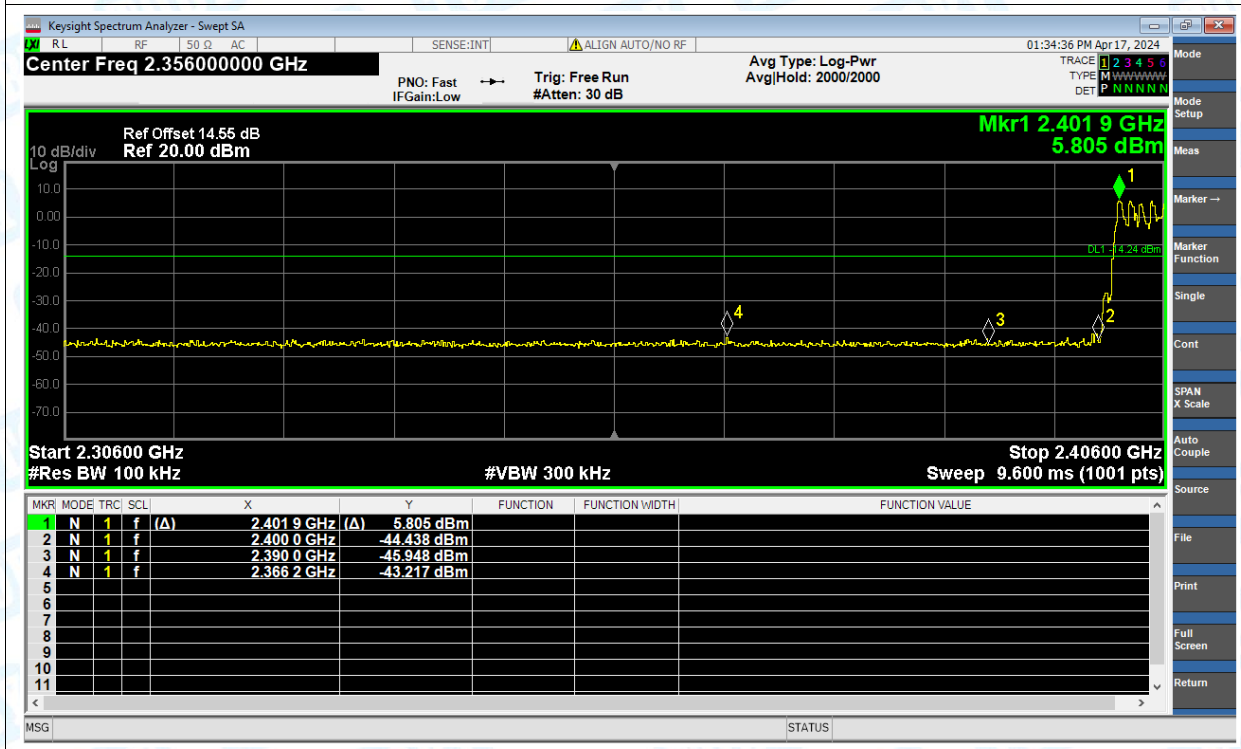 Keysight Spectrum Analyzer - Swept SA
LXI RL RF 50 Ω AC SENSE:INT ALIGN AUTO/NO RF 01:34:36 PM Apr 17, 2024
Center Freq 2.356000000 GHz
PNO: Fast
IFGain:Low
Trig: Free Run
#Atten: 30 dB
Avg Type: Log-Pwr
Avg|Hold: 2000/2000
TRACE 1 2 3 4 5 6
TYPE M WWWWW
DET P N N N N N
Mkr1 2.401 9 GHz
5.805 dBm
Ref Offset 14.55 dB
10 dB/div Ref 20.00 dBm
Log
10.0
0.00
-10.0
-20.0
-30.0
-40.0
-50.0
-60.0
-70.0
1
DL1 -14.24 dBm
4
3
2
Start 2.30600 GHz Stop 2.40600 GHz
#Res BW 100 kHz #VBW 300 kHz Sweep 9.600 ms (1001 pts)
MKR MODE TRC SCL X Y FUNCTION FUNCTION WIDTH FUNCTION VALUE
1 N 1 f (Δ) 2.401 9 GHz (Δ) 5.805 dBm
2 N 1 f 2.400 0 GHz -44.438 dBm
3 N 1 f 2.390 0 GHz -45.948 dBm
4 N 1 f 2.366 2 GHz -43.217 dBm
5
6
7
8
9
10
11
MSG STATUS
Mode
Mode
Setup
Meas
Marker →
Marker
Function
Single
Cont
SPAN
X Scale
Auto
Couple
Source
File
Print
Full
Screen
Return